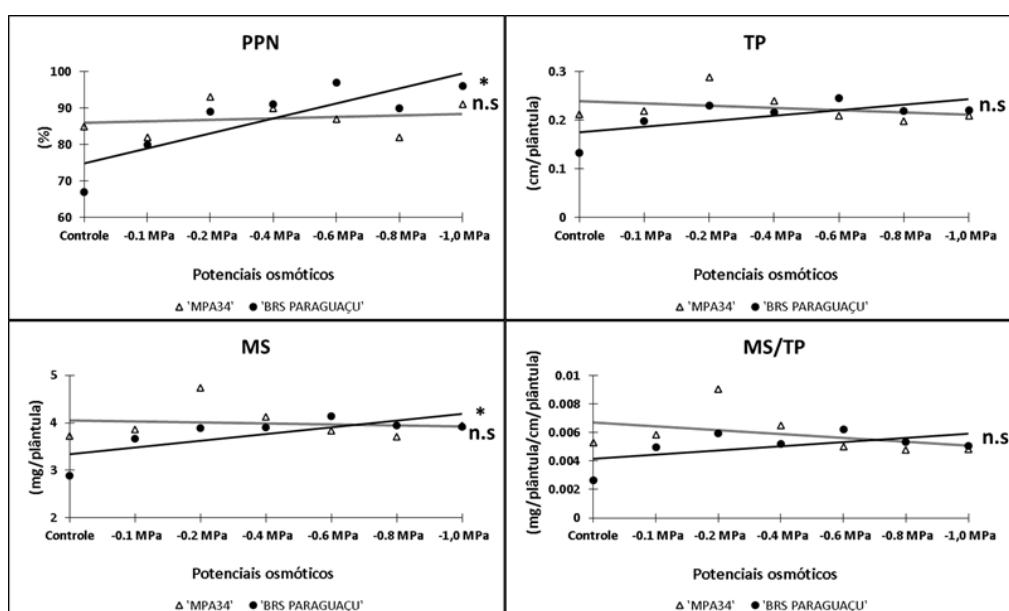 PPN
100
90
80
70
60
(%)
*
n.s
Controle -0.1 MPa -0.2 MPa -0.4 MPa -0.6 MPa -0.8 MPa -1,0 MPa
Potenciais osmóticos
'MPA34' 'BRS PARAGUAÇU'
TP
0.3
0.2
0.1
0
(cm/plântula)
n.s
Controle -0.1 MPa -0.2 MPa -0.4 MPa -0.6 MPa -0.8 MPa -1,0 MPa
Potenciais osmóticos
'MPA34' 'BRS PARAGUAÇU'
MS
5
4
3
2
(mg/plântula)
*
n.s
Controle -0.1 MPa -0.2 MPa -0.4 MPa -0.6 MPa -0.8 MPa -1,0 MPa
Potenciais osmóticos
'MPA34' 'BRS PARAGUAÇU'
MS/TP
0.01
0.008
0.006
0.004
0.002
0
(mg/plântula/cm/plântula)
n.s
Controle -0.1 MPa -0.2 MPa -0.4 MPa -0.6 MPa -0.8 MPa -1,0 MPa
Potenciais osmóticos
'MPA34' 'BRS PARAGUAÇU'